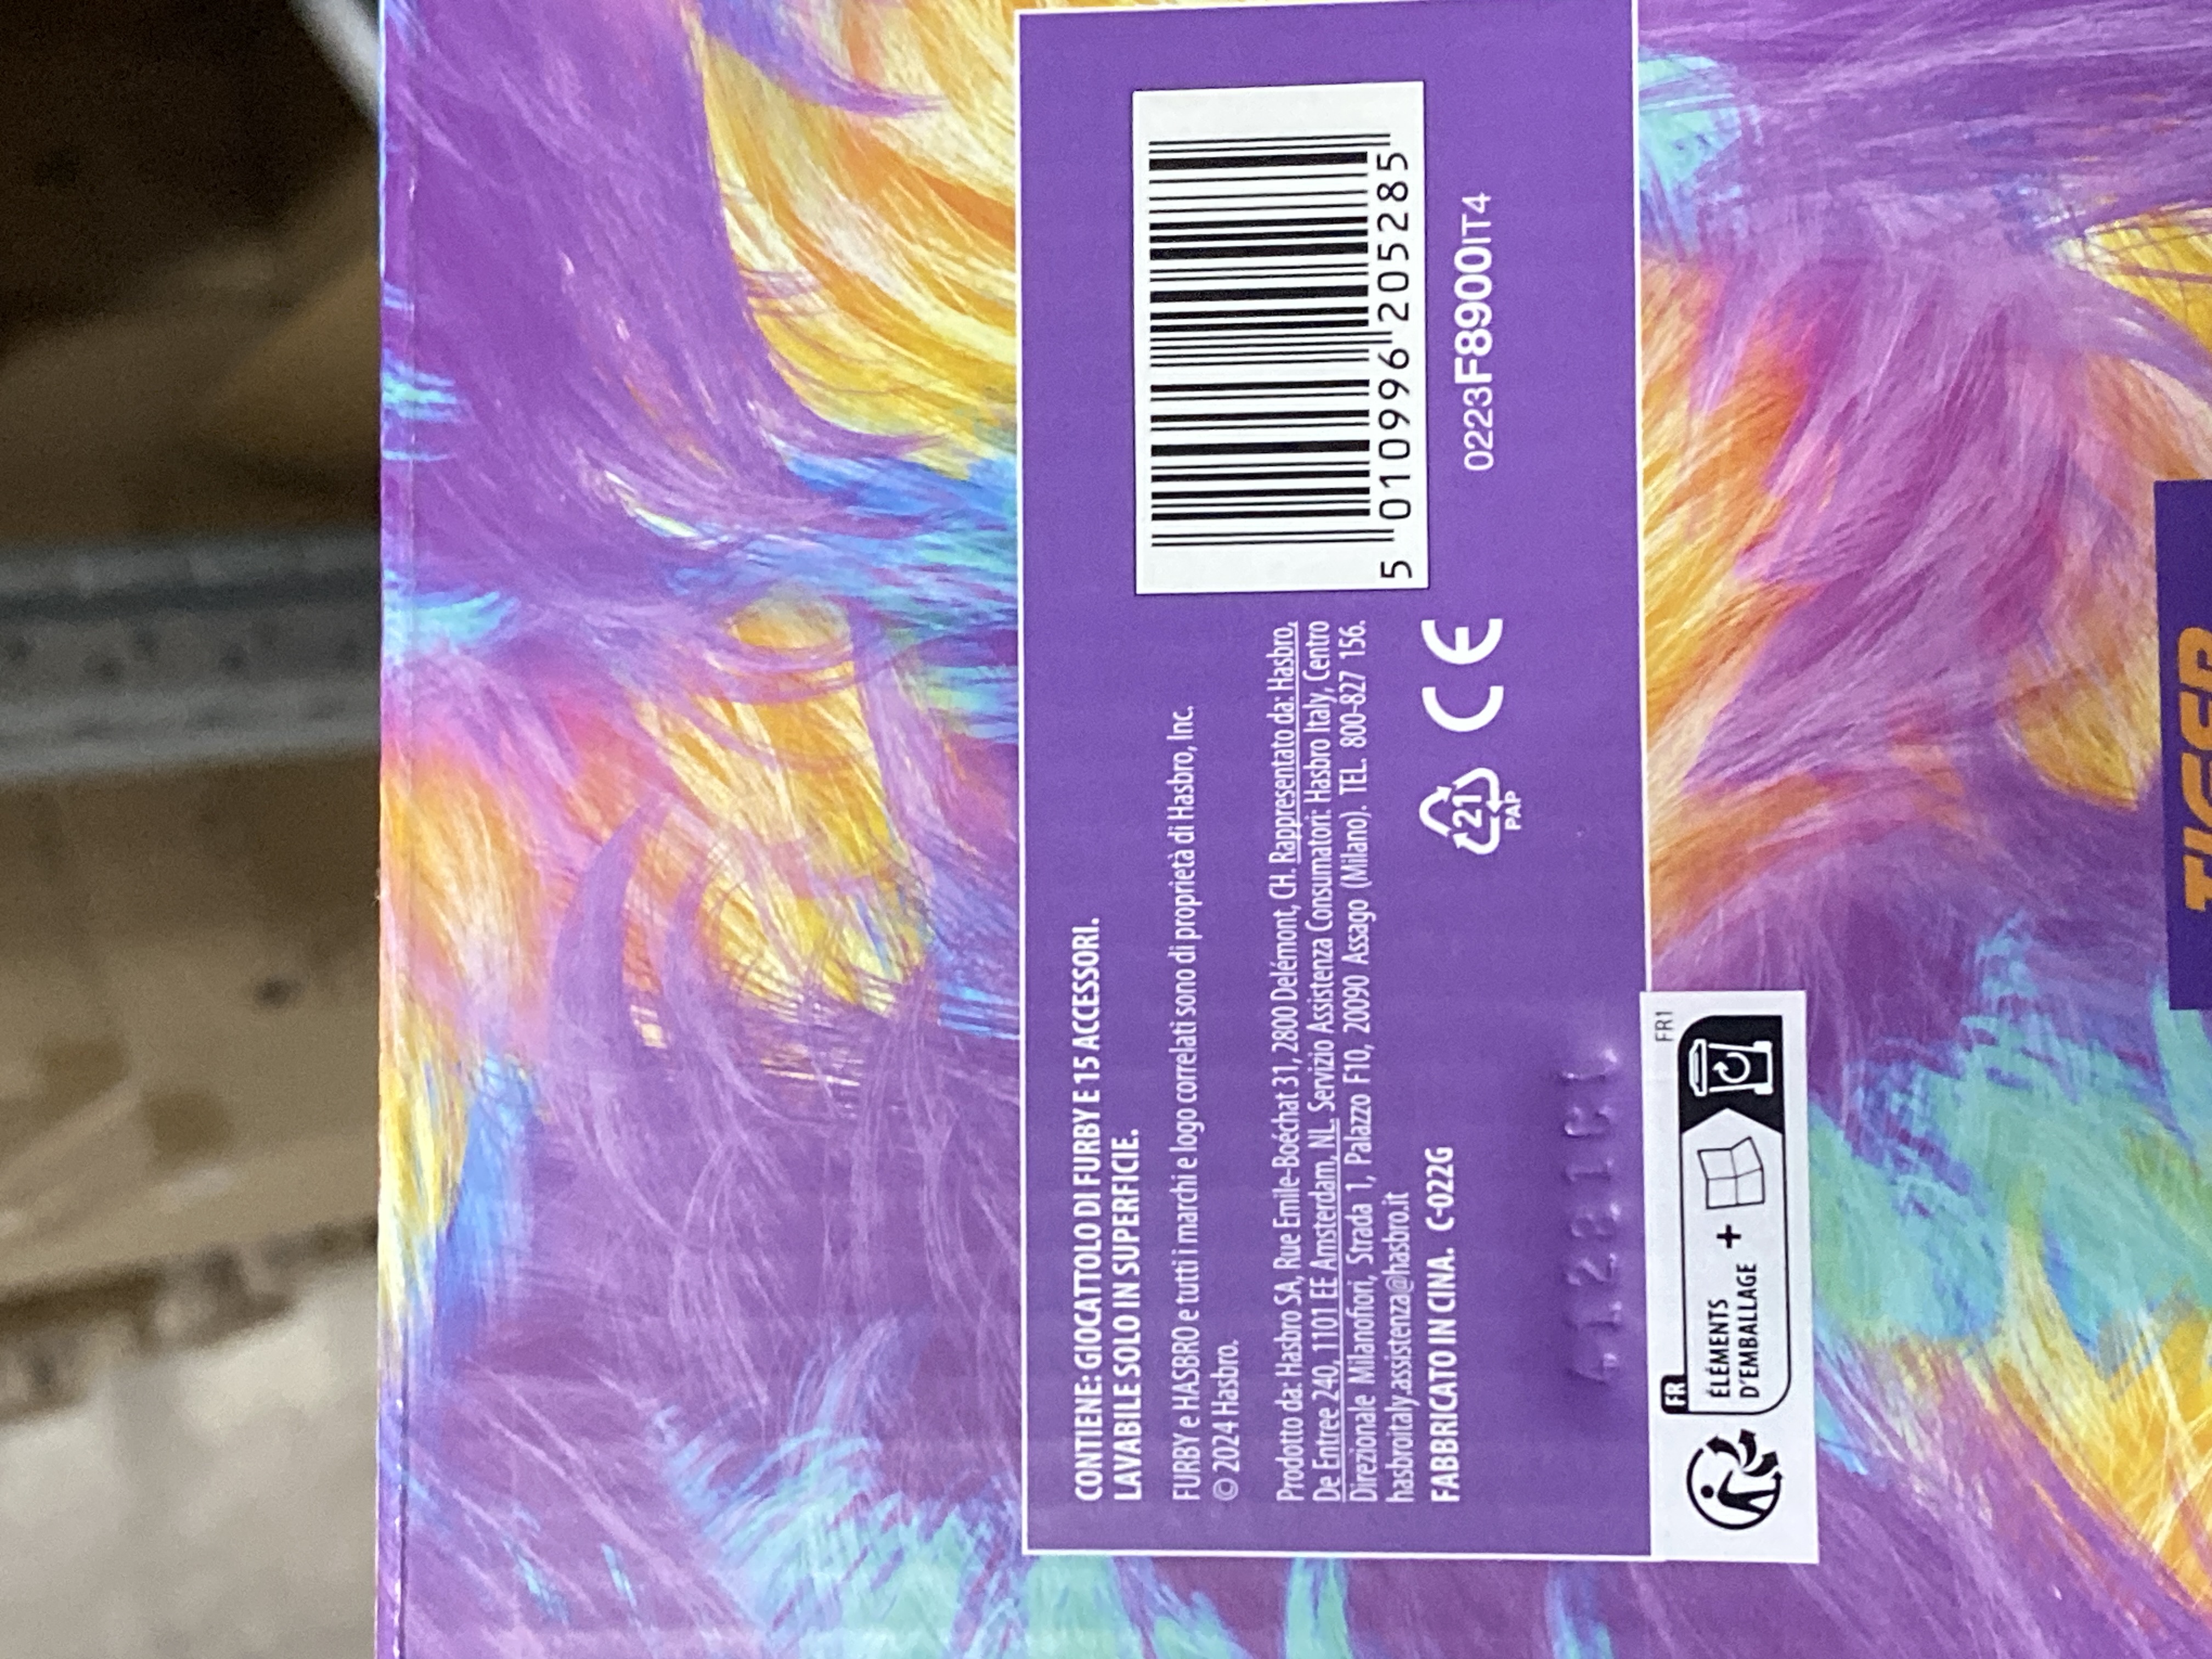 CONTIENE: GIOCATTOLO DI FURBY E 15 ACCESSORI.
LAVABILE SOLO IN SUPERFICIE.
FURBY e HASBRO e tutti i marchi e logo correlati sono di proprietà di Hasbro, Inc.
© 2024 Hasbro.
Prodotto da: Hasbro SA, Rue Emile-Boéchat 31, 2800 Delémont, CH. Rappresentato da: Hasbro,
De Entree 240, 1101 EE Amsterdam, NL. Servizio Assistenza Consumatori: Hasbro Italy, Centro
Direzionale Milanofiori, Strada 1, Palazzo F10, 20090 Assago (Milano). TEL. 800-827 156.
hasbroitaly.assistenza@hasbro.it
FABBRICATO IN CINA. C-022G
21
PAP
CE
5 010996 205285
0223F8900IT4
41281C1
FR1
FR
ÉLÉMENTS
D'EMBALLAGE +
TIGER